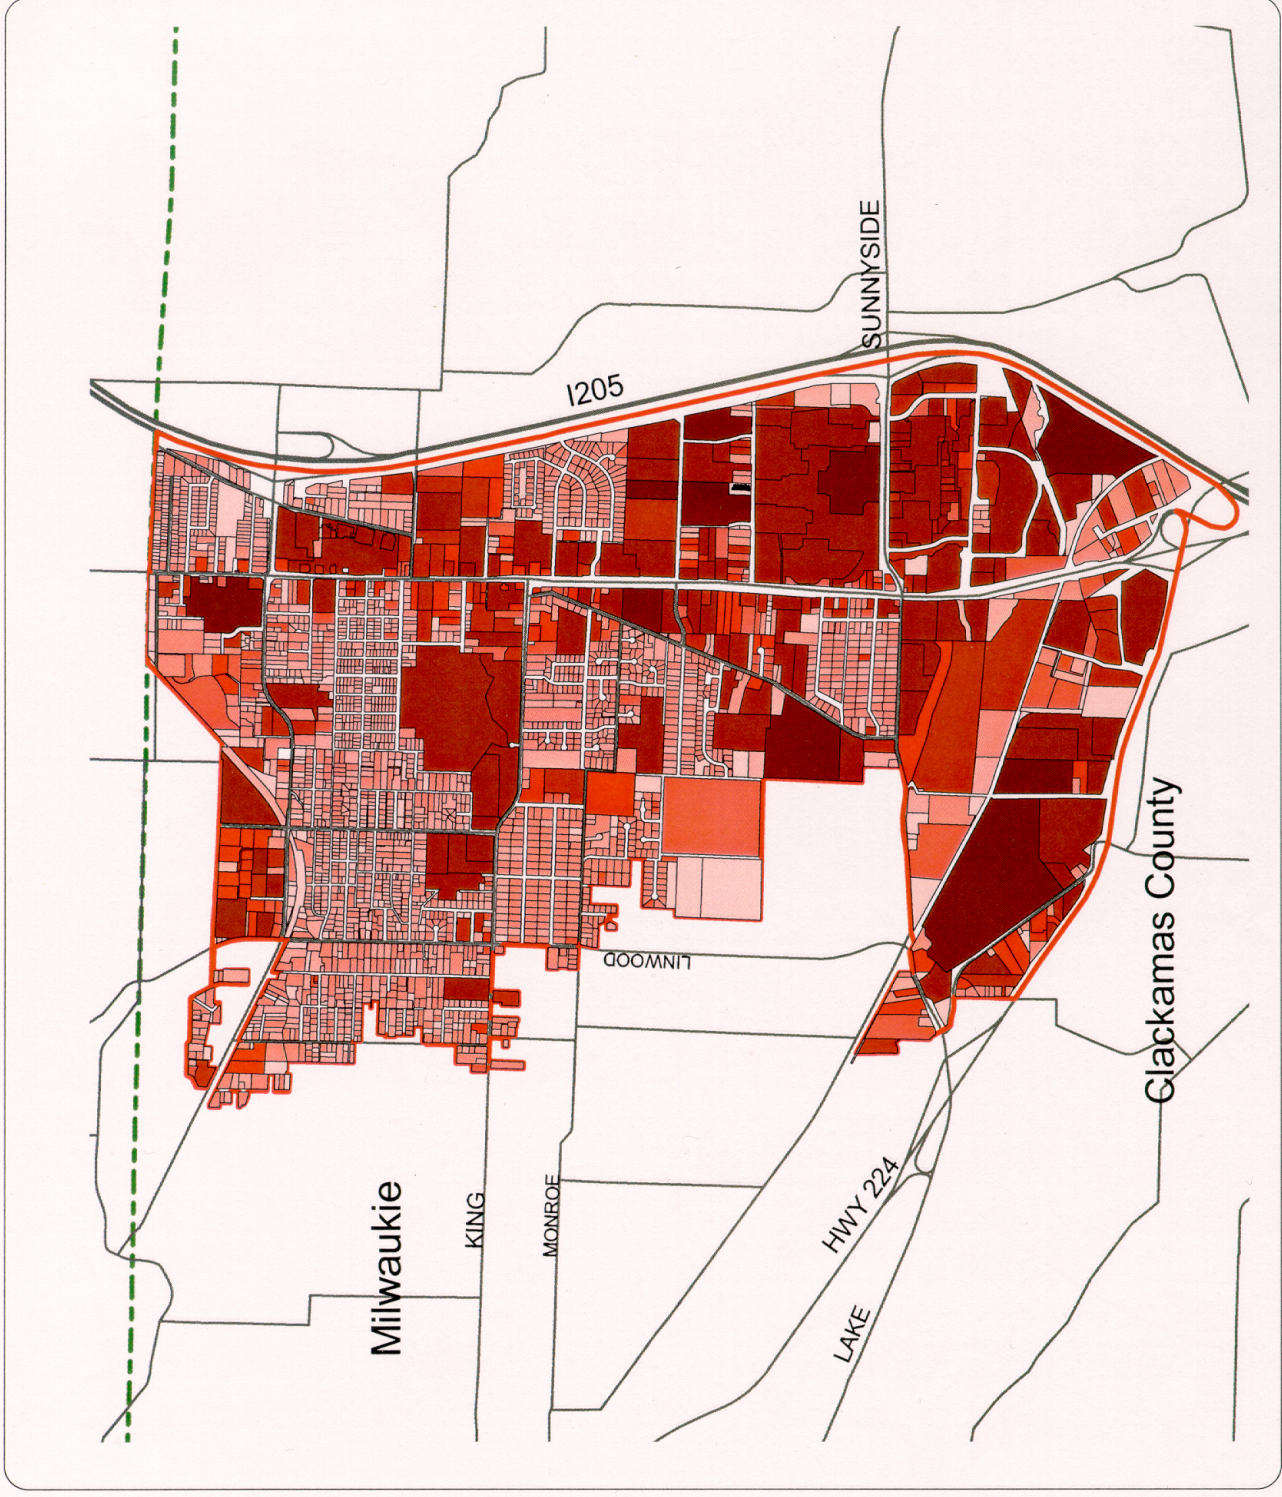 SUNNYSIDE
I205
LINWOOD
Clackamas County
Milwaukie
KING
MONROE
HWY 224
LAKE